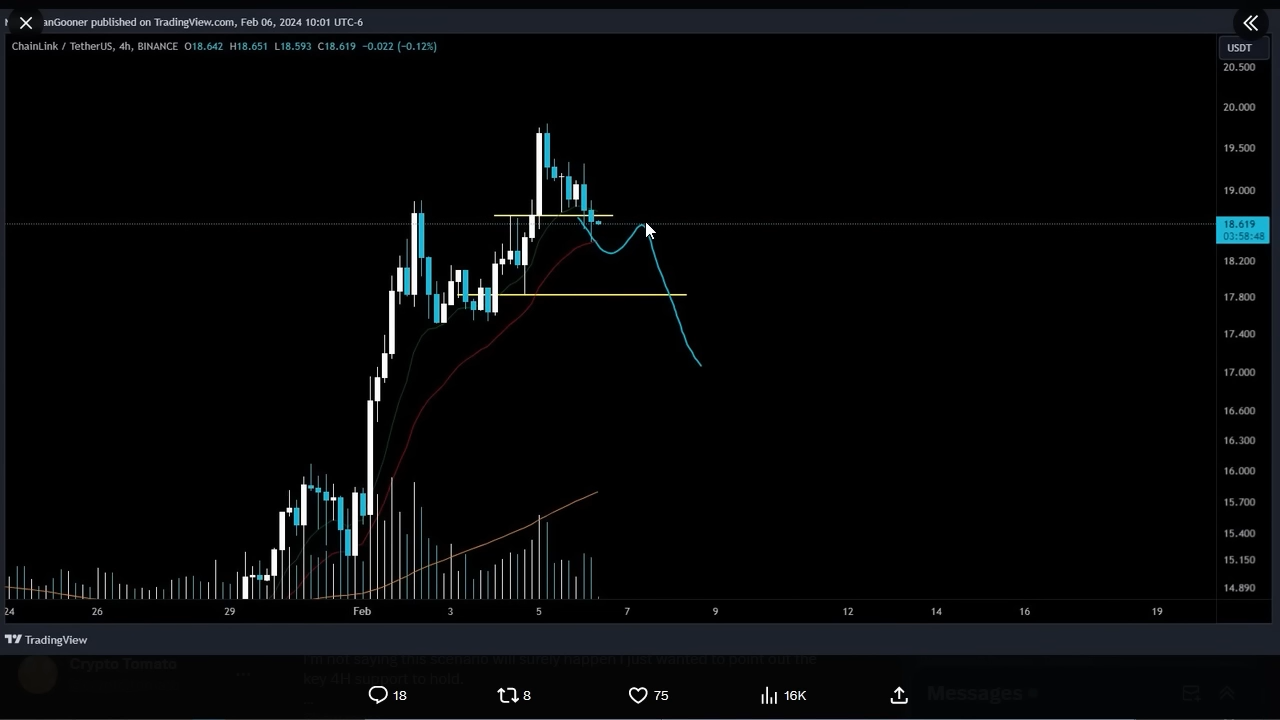 anGooner published on TradingView.com, Feb 06, 2024 10:01 UTC-6
ChainLink / TetherUS, 4h, BINANCE O18.642 H18.651 L18.593 C18.619 −0.022 (−0.12%)
USDT
20.500
20.000
19.500
19.000
18.619
03:58:48
18.200
17.800
17.400
17.000
16.600
16.300
16.000
15.700
15.400
15.150
14.890
24 26 29 Feb 3 5 7 9 12 14 16 19
TradingView
Crypto Tomato
I'm not saying this scenario will surely happen I just wanted to point out the
key 4H support to hold.
18 8 75 16K
Messages